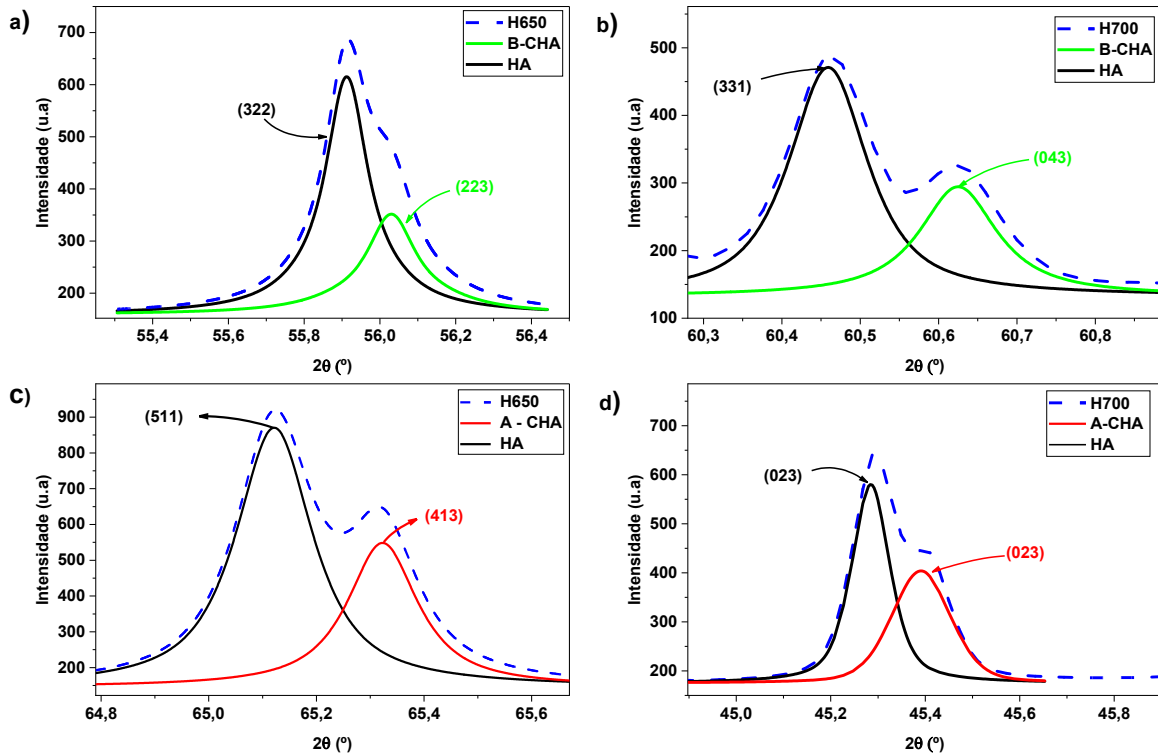 a)
H650
B-CHA
HA
(322)
(223)
Intensidade (u.a)
700
600
500
400
300
200
55,4 55,6 55,8 56,0 56,2 56,4
2θ (º)
b)
H700
B-CHA
HA
(331)
(043)
Intensidade (u.a)
500
400
300
200
100
60,3 60,4 60,5 60,6 60,7 60,8
2θ (º)
c)
H650
A - CHA
HA
(511)
(413)
Intensidade (u.a)
900
800
700
600
500
400
300
200
64,8 65,0 65,2 65,4 65,6
2θ (º)
d)
H700
A-CHA
HA
(023)
(023)
Intensidade (u.a)
700
600
500
400
300
200
45,0 45,2 45,4 45,6 45,8
2θ (º)